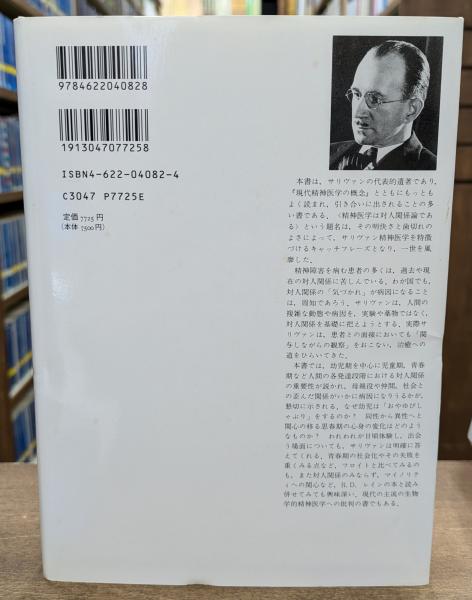 9784622040828
1913047077258
ISBN4-622-04082-4
C3047 P7725E
定価 7725 円
(本体 7500円)
本書は、サリヴァンの代表的遺著であり、
『現代精神医学の概念』とともにもっとも
よく読まれ、引き合いに出されることの多
い書である。〈精神医学は対人関係論であ
る〉という題名は、その明快さと歯切れの
よさによって、サリヴァン精神医学を特徴
づけるキャッチフレーズとなり、一世を風
靡した。
精神障害を病む患者の多くは、過去や現
在の対人関係に苦しんでいる。わが国でも、
対人関係の「気づかれ」が病因になること
は、周知であろう。サリヴァンは、人間の
複雑な動態や病因を、実験や薬物ではなく、
対人関係を基礎に把えようとする。実際サ
リヴァンは、患者との面接においても「関
与しながらの観察」をおこない、治療への
道をひらいてきた。
本書では、幼児期を中心に児童期、青春
期など人間の各発達段階における対人関係
の重要性が説かれ、母親役や仲間、社会と
の歪んだ関係がいかに病因になりうるかが、
懇切に示される。なぜ幼児は「おやゆびし
ゃぶり」をするのか？ 同性から異性へと
関心の移る思春期の心身の変化はどのよう
なものか？ われわれが日頃体験し、出会
う場面についても、サリヴァンは明確に答
えてくれる。青春期の社会化やその失敗を
重くみる点など、フロイトと比べてみるの
も、また対人関係のみならず、マイノリテ
ィへの関心など、R.D. レインの本と読み
併せてみても興味深い。現代の主流の生物
学的精神医学への批判の書でもある。